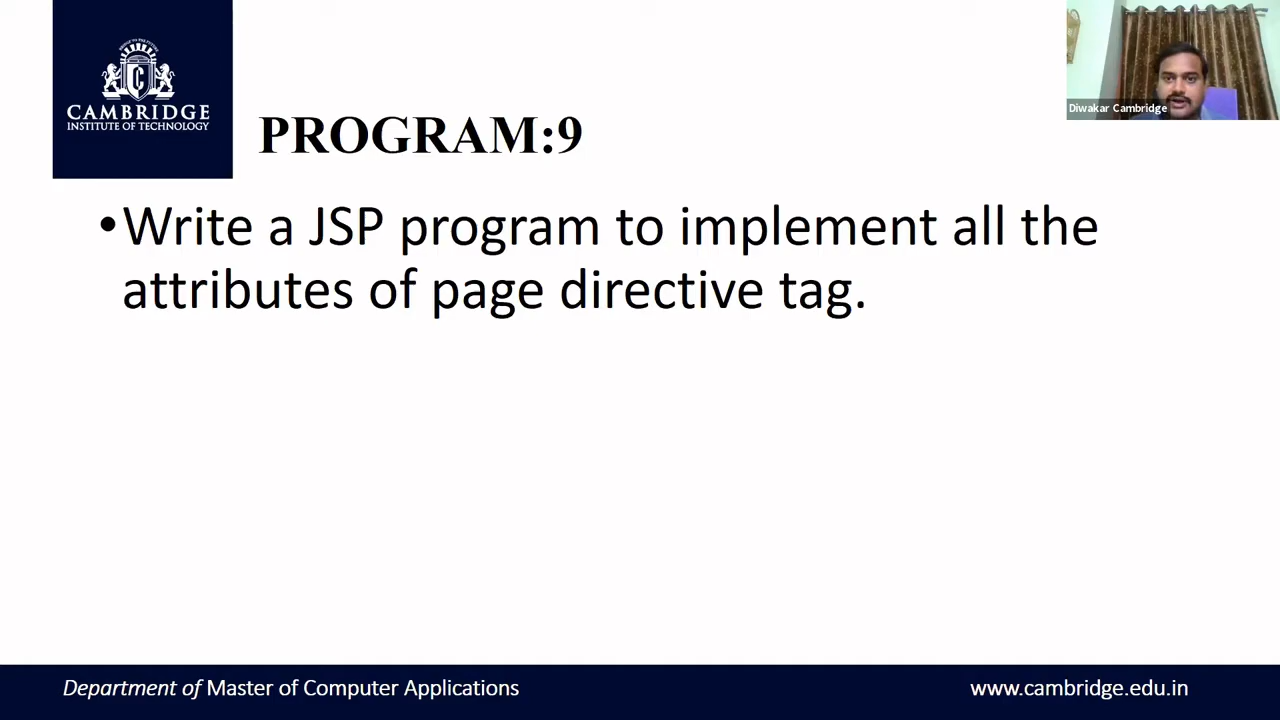 CAMBRIDGE
INSTITUTE OF TECHNOLOGY
Diwakar Cambridge
PROGRAM:9
•Write a JSP program to implement all the
attributes of page directive tag.
Department of Master of Computer Applications
www.cambridge.edu.in